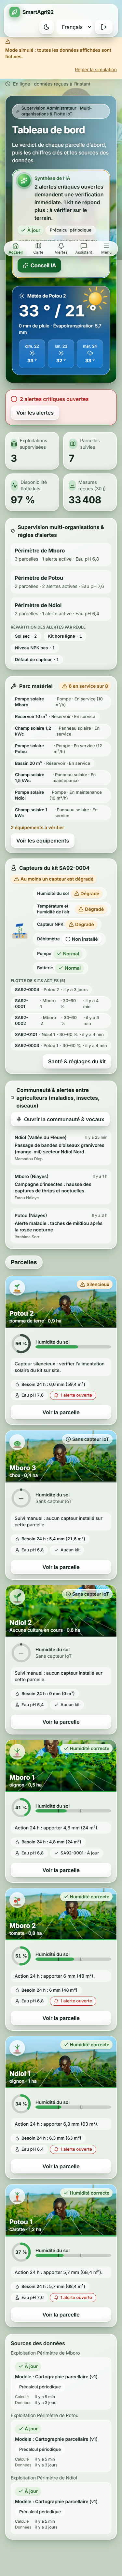 SmartAgri92
Français
Mode simulé : toutes les données affichées sont
fictives.
Régler la simulation
En ligne · données reçues à l'instant
Supervision Administrateur · Multi-
organisations & Flotte IoT
Tableau de bord
Le verdict de chaque parcelle d'abord,
puis les chiffres clés et les sources des
données.
Synthèse de l'IA
2 alertes critiques ouvertes
demandent une vérification
immédiate. 1 kit ne répond
plus : à vérifier sur le
terrain.
À jour
Précalcul périodique
Accueil
Carte
Alertes
Assistant
Menu
Conseil IA
Météo de Potou 2
33 ° / 21 °
0 mm de pluie · Évapotranspiration 5,7
mm
dim. 22
33 °
lun. 23
32 °
mar. 24
33 °
2 alertes critiques ouvertes
Voir les alertes
Exploitations
supervisées
3
Parcelles
suivies
7
Disponibilité
flotte kits
97 %
Mesures
reçues (30 j)
33 408
Supervision multi-organisations &
règles d'alertes
Périmètre de Mboro
3 parcelles · 1 alerte active · Eau pH 6,8
Périmètre de Potou
2 parcelles · 2 alertes actives · Eau pH 7,6
Périmètre de Ndiol
2 parcelles · 1 alerte active · Eau pH 6,4
RÉPARTITION DES ALERTES PAR RÈGLE
Sol sec · 2
Kit hors ligne · 1
Niveau NPK bas · 1
Défaut de capteur · 1
Parc matériel
6 en service sur 8
Pompe solaire
Mboro
· Pompe · En service (16
m³/h)
Réservoir 10 m³
· Réservoir · En service
Champ solaire 1,2
kWc
· Panneau solaire · En
service
Pompe solaire
Potou
· Pompe · En service (12
m³/h)
Bassin 20 m³
· Réservoir · En service
Champ solaire
1,5 kWc
· Panneau solaire · En
maintenance
Pompe solaire
Ndiol
· Pompe · En maintenance
(10 m³/h)
Champ solaire 1
kWc
· Panneau solaire · En
service
2 équipements à vérifier
Voir les équipements
Capteurs du kit SA92-0004
Au moins un capteur est dégradé
Humidité du sol
Dégradé
Température et
humidité de l'air
Dégradé
Capteur NPK
Dégradé
Débitmètre
Non installé
Pompe
Normal
Batterie
Normal
FLOTTE DE KITS ACTIFS (5)
SA92-0004 · Potou 2 · il y a 3 jours
SA92-
0001
· Mboro
1
· 30-60
%
· il y a 4
min
SA92-
0002
· Mboro
2
· 30-60
%
· il y a 4
min
SA92-0101 · Ndiol 1 · 30-60 % · il y a 4 min
SA92-0003 · Potou 1 · 30-60 % · il y a 4 min
Santé & réglages du kit
Communauté & alertes entre
agriculteurs (maladies, insectes,
oiseaux)
Ouvrir la communauté & vocaux
Ndiol (Vallée du Fleuve)
il y a 25 min
Passage de bandes d'oiseaux granivores
(mange-mil) secteur Ndiol Nord
Mamadou Diop
Mboro (Niayes)
il y a 1 h
Campagne d'insectes : hausse des
captures de thrips et noctuelles
Fatou Ndiaye
Potou (Niayes)
il y a 3 h
Alerte maladie : taches de mildiou après
la rosée nocturne
Ibrahima Sarr
Parcelles
Silencieux
Potou 2
pomme de terre · 0,9 ha
56 %
Humidité du sol
Capteur silencieux : vérifier l'alimentation
solaire du kit sur place.
Besoin 24 h : 6,6 mm (59,4 m³)
Eau pH 7,6
1 alerte ouverte
Voir la parcelle
Sans capteur IoT
Mboro 3
chou · 0,4 ha
Humidité du sol
Sans capteur IoT
Suivi manuel : aucun capteur installé sur
cette parcelle.
Besoin 24 h : 5,4 mm (21,6 m³)
Eau pH 6,8
Aucun kit
Voir la parcelle
Sans capteur IoT
Ndiol 2
Aucune culture en cours · 0,6 ha
Humidité du sol
Sans capteur IoT
Suivi manuel : aucun capteur installé sur
cette parcelle.
Besoin 24 h : 0 mm (0 m³)
Eau pH 6,4
Aucun kit
Voir la parcelle
Humidité correcte
Mboro 1
oignon · 0,5 ha
41 %
Humidité du sol
Action 24 h : apporter 4,8 mm (24 m³).
Besoin 24 h : 4,8 mm (24 m³)
Eau pH 6,8
SA92-0001 · À jour
Voir la parcelle
Humidité correcte
Mboro 2
tomate · 0,8 ha
51 %
Humidité du sol
Action 24 h : apporter 6 mm (48 m³).
Besoin 24 h : 6 mm (48 m³)
Eau pH 6,8
1 alerte ouverte
Voir la parcelle
Humidité correcte
Ndiol 1
oignon · 1 ha
34 %
Humidité du sol
Action 24 h : apporter 6,3 mm (63 m³).
Besoin 24 h : 6,3 mm (63 m³)
Eau pH 6,4
1 alerte ouverte
Voir la parcelle
Humidité correcte
Potou 1
carotte · 1,2 ha
37 %
Humidité du sol
Action 24 h : apporter 5,7 mm (68,4 m³).
Besoin 24 h : 5,7 mm (68,4 m³)
Eau pH 7,6
1 alerte ouverte
Voir la parcelle
Sources des données
Exploitation Périmètre de Mboro
À jour
Modèle : Cartographie parcellaire (v1)
Précalcul périodique
Calculé il y a 5 min
Données il y a 3 jours
Exploitation Périmètre de Potou
À jour
Modèle : Cartographie parcellaire (v1)
Précalcul périodique
Calculé il y a 5 min
Données il y a 3 jours
Exploitation Périmètre de Ndiol
À jour
Modèle : Cartographie parcellaire (v1)
Précalcul périodique
Calculé il y a 5 min
Données il y a 3 jours